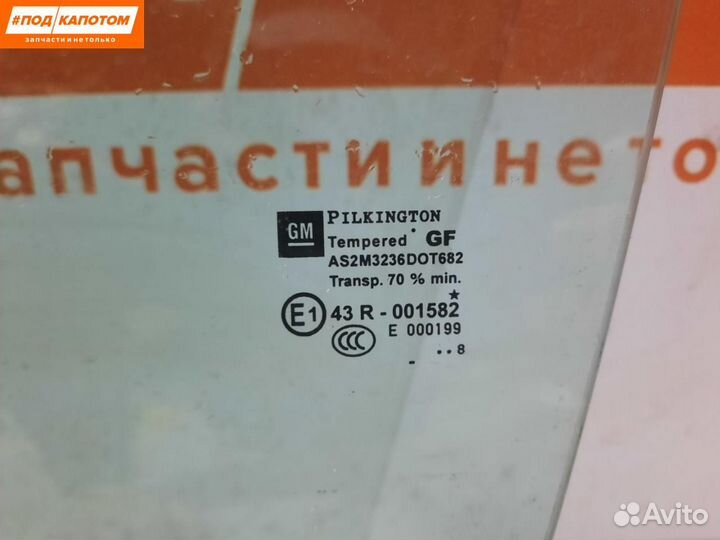 #ПОД КАПОТОМ
ЗАПЧАСТИ И НЕ ТОЛЬКО
апчасти и не то
GM
PILKINGTON
Tempered GF
AS2M3236DOT682
Transp. 70 % min.
E1 43 R - 001582
CCC E 000199
- ••8
Avito